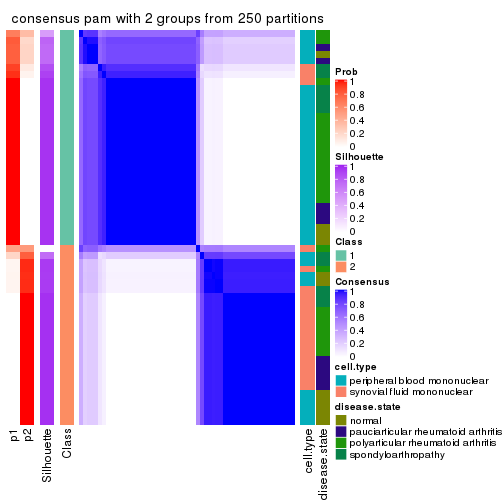 consensus pam with 2 groups from 250 partitions
Prob
1
0.8
0.6
0.4
0.2
0
Silhouette
1
0.8
0.6
0.4
0.2
0
Class
1
2
Consensus
1
0.8
0.6
0.4
0.2
0
cell.type
peripheral blood mononuclear
synovial fluid mononuclear
disease.state
normal
pauciarticular rheumatoid arthritis
polyarticular rheumatoid arthritis
spondyloarthropathy
p1
p2
Silhouette
Class
cell.type
disease.state